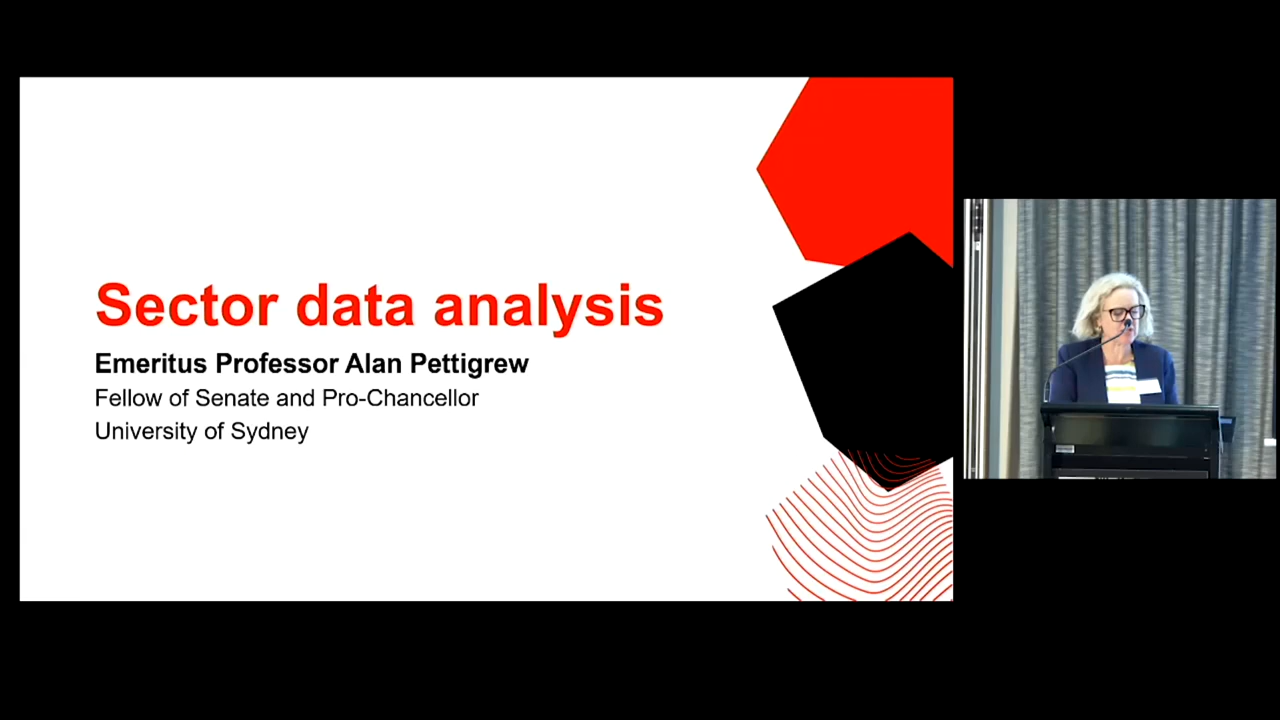 Sector data analysis
Emeritus Professor Alan Pettigrew
Fellow of Senate and Pro-Chancellor
University of Sydney